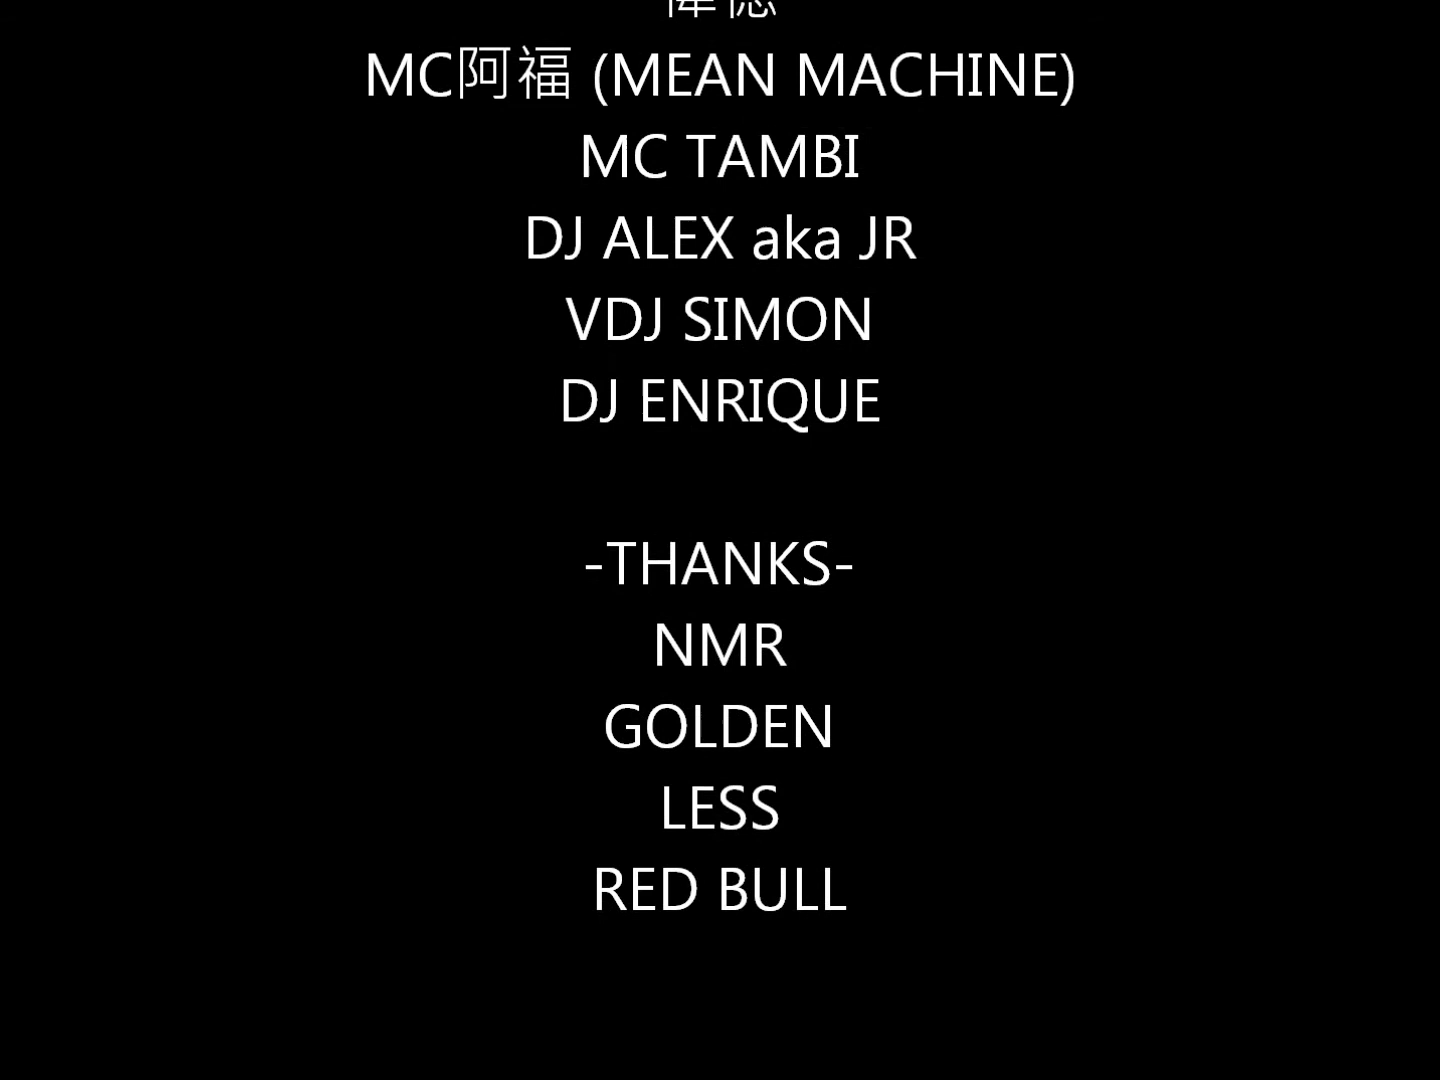 MC阿福 (MEAN MACHINE)
MC TAMBI
DJ ALEX aka JR
VDJ SIMON
DJ ENRIQUE
-THANKS-
NMR
GOLDEN
LESS
RED BULL